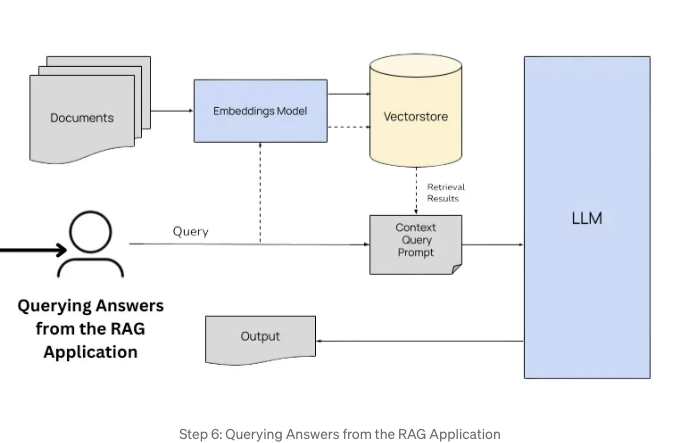 Documents
Embeddings Model
Vectorstore
Retrieval
Results
LLM
Query
Context
Query
Prompt
Querying Answers
from the RAG
Application
Output
Step 6: Querying Answers from the RAG Application